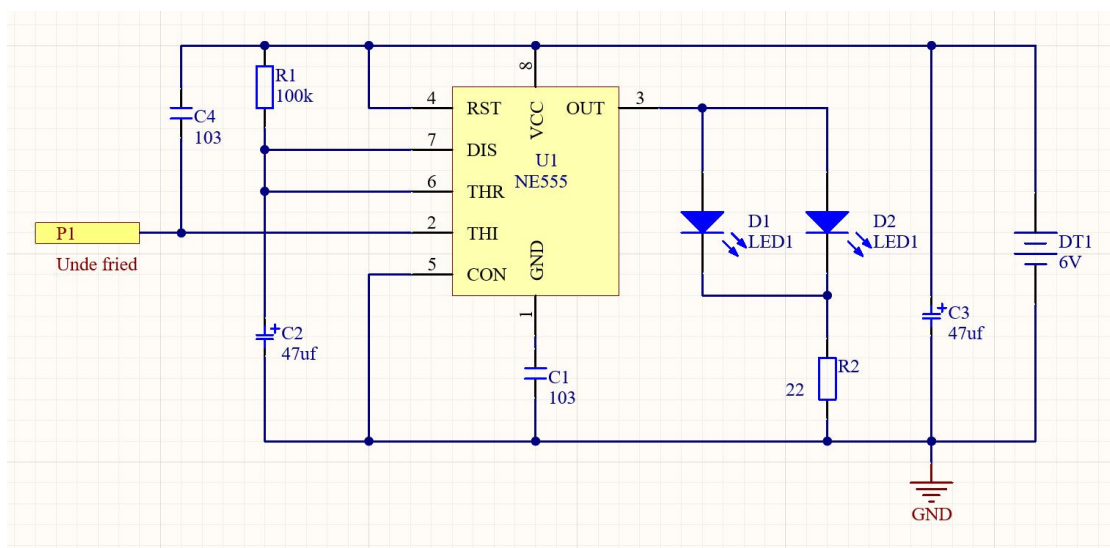 R1
100k
C4
103
P1
Unde fried
4
7
6
2
5
RST
DIS
THR
THI
CON
8
VCC
U1
NE555
OUT
3
GND
1
C2
47uf
C1
103
D1
LED1
D2
LED1
R2
22
C3
47uf
DT1
6V
GND